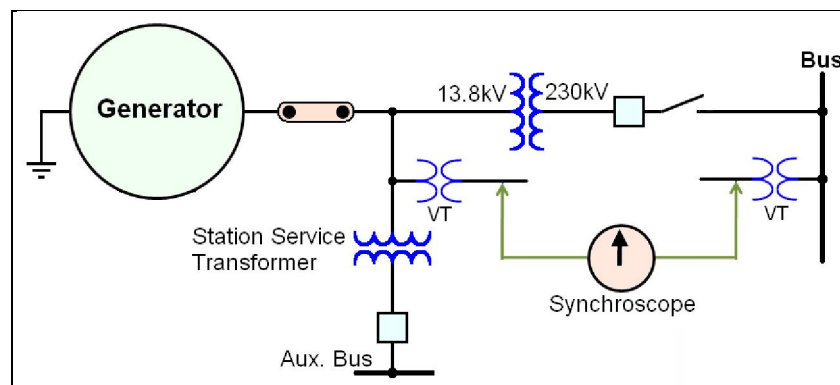 Bus
13.8kV
230kV
Generator
VT
VT
Station Service
Transformer
Synchroscope
Aux. Bus